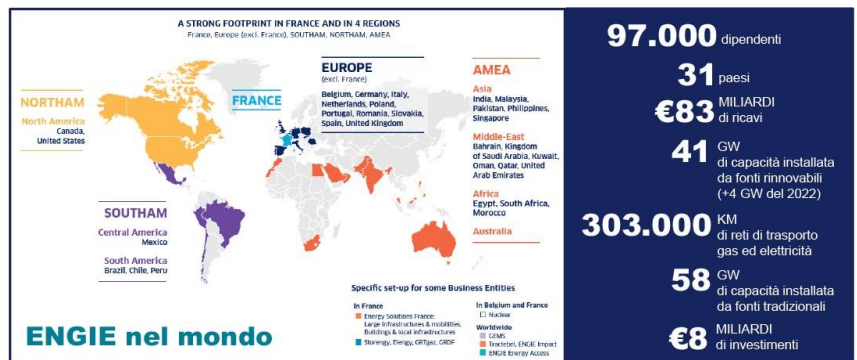 A STRONG FOOTPRINT IN FRANCE AND IN 4 REGIONS
France, Europe (excl. France), SOUTHAM, NORTHAM, AMEA
NORTHAM
North America
Canada,
United States
FRANCE
EUROPE
(excl. France)
Belgium, Germany, Italy,
Netherlands, Poland,
Portugal, Romania, Slovakia,
Spain, United Kingdom
AMEA
Asia
India, Malaysia,
Pakistan, Philippines,
Singapore
Middle-East
Bahrain, Kingdom
of Saudi Arabia, Kuwait,
Oman, Qatar, United
Arab Emirates
Africa
Egypt, South Africa,
Morocco
Australia
SOUTHAM
Central America
Mexico
South America
Brazil, Chile, Peru
Specific set-up for some Business Entities
In France
Energy Solutions France:
Large Infrastructures & mobilities,
Buildings & local infrastructures
Storengy, Elengy, GRTgaz, GRDF
In Belgium and France
Nuclear
Worldwide
GEMS
Tractebel, ENGIE Impact
ENGIE Energy Access
ENGIE nel mondo
97.000 dipendenti
31 paesi
€83 MILIARDI
di ricavi
41 GW
di capacità installata
da fonti rinnovabili
(+4 GW del 2022)
303.000 KM
di reti di trasporto
gas ed elettricità
58 GW
di capacità installata
da fonti tradizionali
€8 MILIARDI
di investimenti